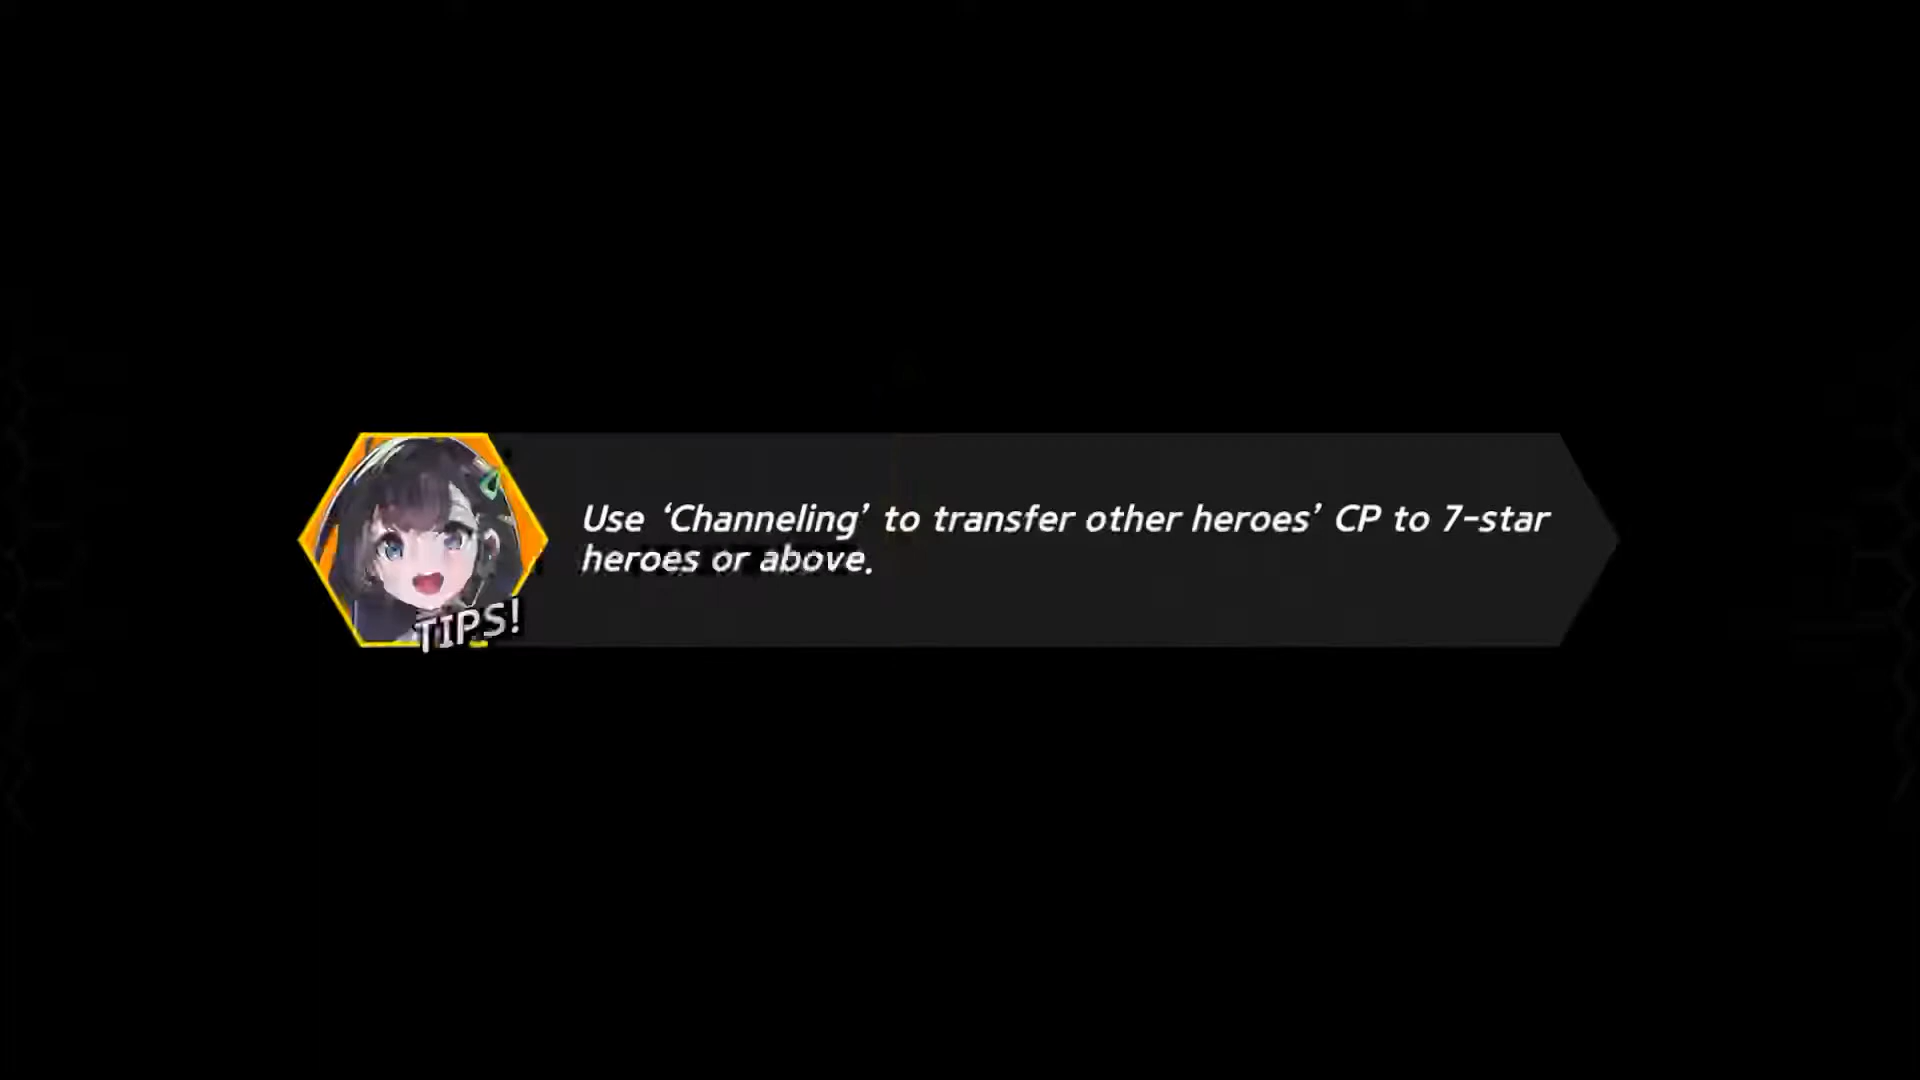 Use ‘Channeling’ to transfer other heroes’ CP to 7-star
heroes or above.
TIPS!